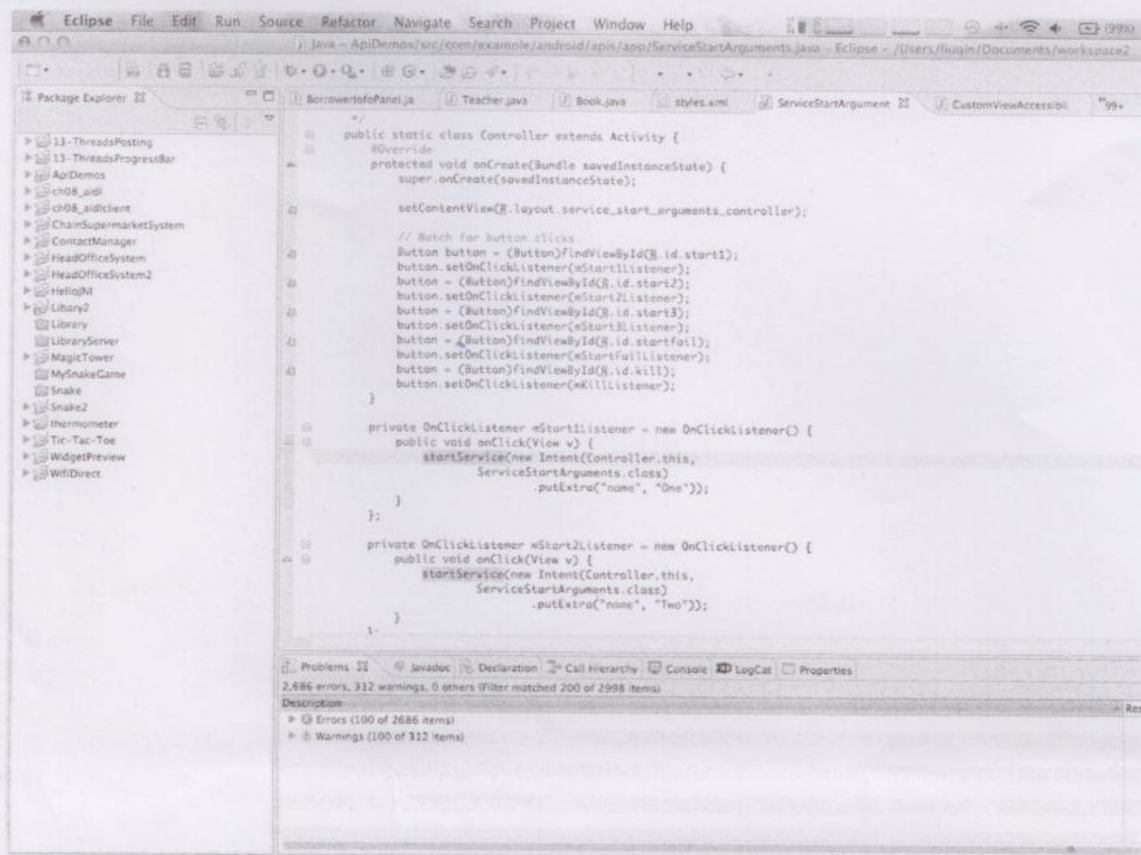 Eclipse File Edit Run Source Refactor Navigate Search Project Window Help (99%)
Java - ApiDemos/src/com/example/android/apis/app/ServiceStartArguments.java - Eclipse - /Users/liuqin/Documents/workspace2
Package Explorer
BorrowerIofoPanel.ja Teacher.java Book.java styles.xml ServiceStartArgument CustomViewAccessibil 99+
13-ThreadsPosting
13-ThreadsProgressBar
ApiDemos
ch08_aidl
ch08_aidlclient
ChainSupermarketSystem
ContactManager
HeadOfficeSystem
HeadOfficeSystem2
HelloJNI
Libary2
Library
LibraryServer
MagicTower
MySnakeGame
Snake
Snake2
thermometer
Tic-Tac-Toe
WidgetPreview
WifiDirect
*/
public static class Controller extends Activity {
@Override
protected void onCreate(Bundle savedInstanceState) {
super.onCreate(savedInstanceState);
setContentView(R.layout.service_start_arguments_controller);
// Watch for button clicks.
Button button = (Button)findViewById(R.id.start1);
button.setOnClickListener(mStart1Listener);
button = (Button)findViewById(R.id.start2);
button.setOnClickListener(mStart2Listener);
button = (Button)findViewById(R.id.start3);
button.setOnClickListener(mStart3Listener);
button = (Button)findViewById(R.id.startfail);
button.setOnClickListener(mStartFailListener);
button = (Button)findViewById(R.id.kill);
button.setOnClickListener(mKillListener);
}
private OnClickListener mStart1Listener = new OnClickListener() {
public void onClick(View v) {
startService(new Intent(Controller.this,
ServiceStartArguments.class)
.putExtra("name", "One"));
}
};
private OnClickListener mStart2Listener = new OnClickListener() {
public void onClick(View v) {
startService(new Intent(Controller.this,
ServiceStartArguments.class)
.putExtra("name", "Two"));
}
};
Problems Javadoc Declaration Call Hierarchy Console LogCat Properties
2,686 errors, 312 warnings, 0 others (Filter matched 200 of 2998 items)
Description Res
Errors (100 of 2686 items)
Warnings (100 of 312 items)